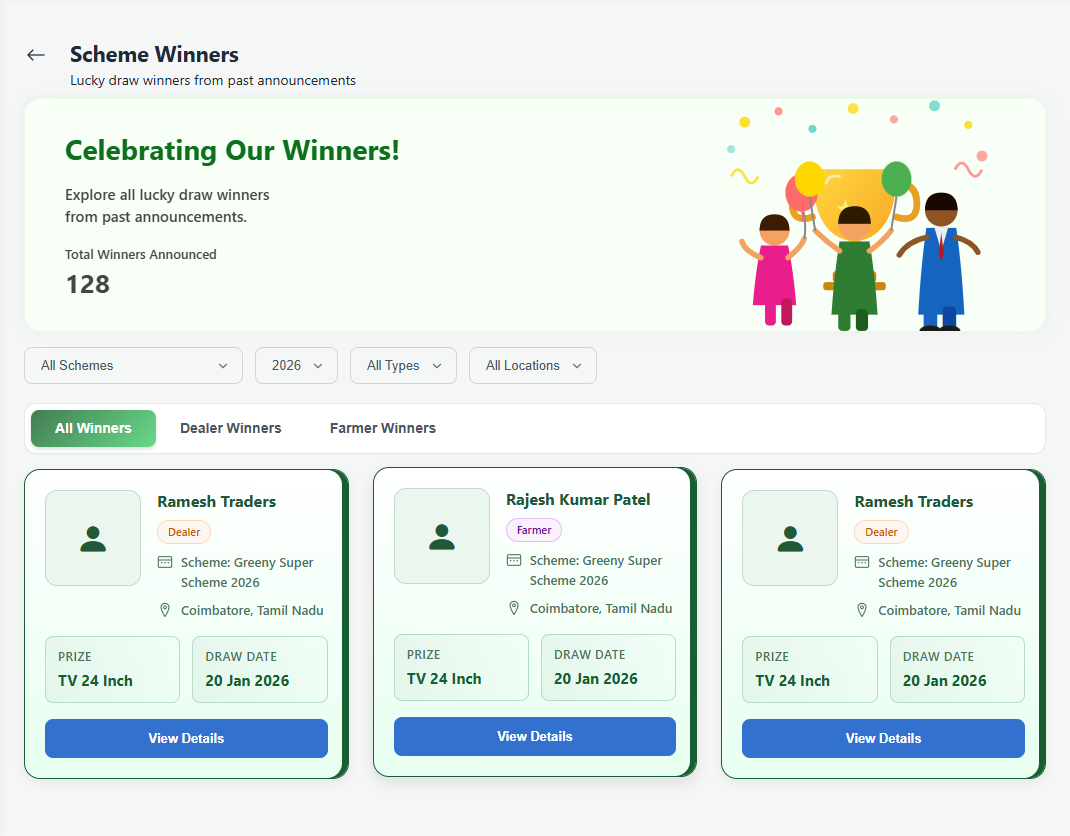 Scheme Winners
Lucky draw winners from past announcements
Celebrating Our Winners!
Explore all lucky draw winners
from past announcements.
Total Winners Announced
128
All Schemes
2026
All Types
All Locations
All Winners
Dealer Winners
Farmer Winners
Ramesh Traders
Dealer
Scheme: Greeny Super
Scheme 2026
Coimbatore, Tamil Nadu
PRIZE
TV 24 Inch
DRAW DATE
20 Jan 2026
View Details
Rajesh Kumar Patel
Farmer
Scheme: Greeny Super
Scheme 2026
Coimbatore, Tamil Nadu
PRIZE
TV 24 Inch
DRAW DATE
20 Jan 2026
View Details
Ramesh Traders
Dealer
Scheme: Greeny Super
Scheme 2026
Coimbatore, Tamil Nadu
PRIZE
TV 24 Inch
DRAW DATE
20 Jan 2026
View Details